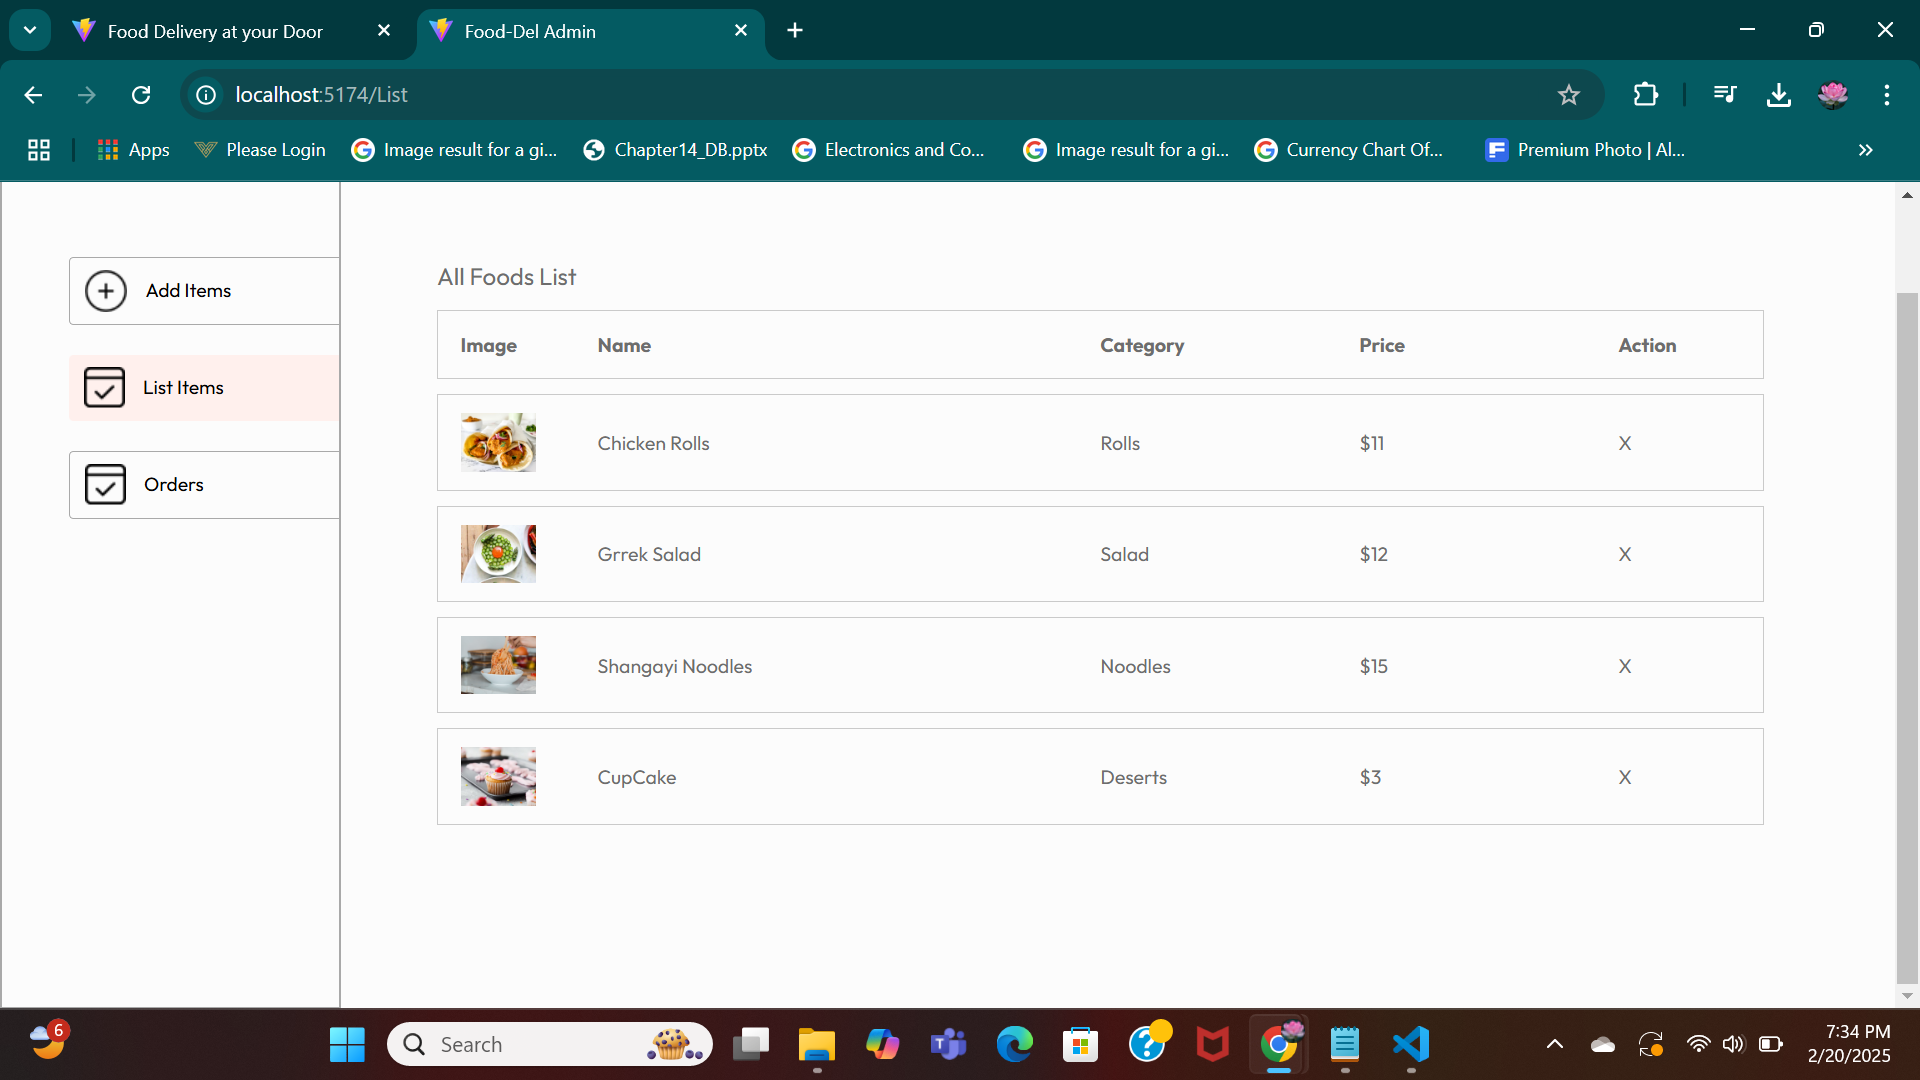 Food Delivery at your Door
Food-Del Admin
localhost:5174/List
Apps
Please Login
Image result for a gi...
Chapter14_DB.pptx
Electronics and Co...
Image result for a gi...
Currency Chart Of...
Premium Photo | Al...
Add Items
List Items
Orders
All Foods List
Image Name Category Price Action
Chicken Rolls Rolls $11 X
Grrek Salad Salad $12 X
Shangayi Noodles Noodles $15 X
CupCake Deserts $3 X
6
Search
7:34 PM
2/20/2025